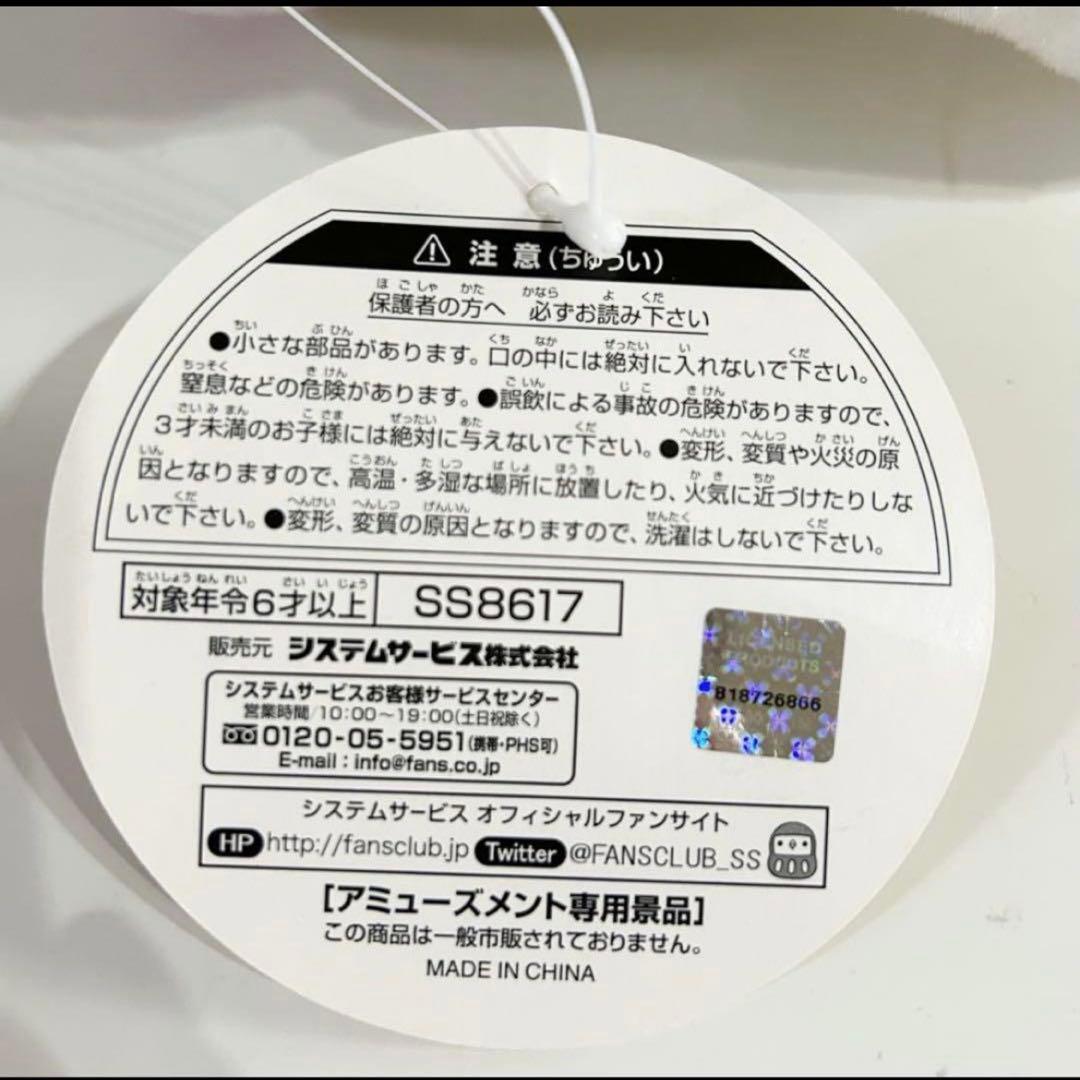 注意(ちゅうい)
保護者の方へ 必ずお読み下さい
●小さな部品があります。口の中には絶対に入れないで下さい。
窒息などの危険があります。●誤飲による事故の危険がありますので、
3才未満のお子様には絶対に与えないで下さい。●変形、変質や火災の原
因となりますので、高温・多湿な場所に放置したり、火気に近づけたりしな
いで下さい。●変形、変質の原因となりますので、洗濯はしないで下さい。
対象年令6才以上 SS8617
販売元 システムサービス株式会社
システムサービスお客様サービスセンター
営業時間/10:00～19:00(土日祝除く)
0120-05-5951(携帯・PHS可)
E-mail：info@fans.co.jp
LICENSED
PRODUCTS
818726866
システムサービス オフィシャルファンサイト
HP http://fansclub.jp Twitter @FANSCLUB_SS
[アミューズメント専用景品]
この商品は一般市販されておりません。
MADE IN CHINA